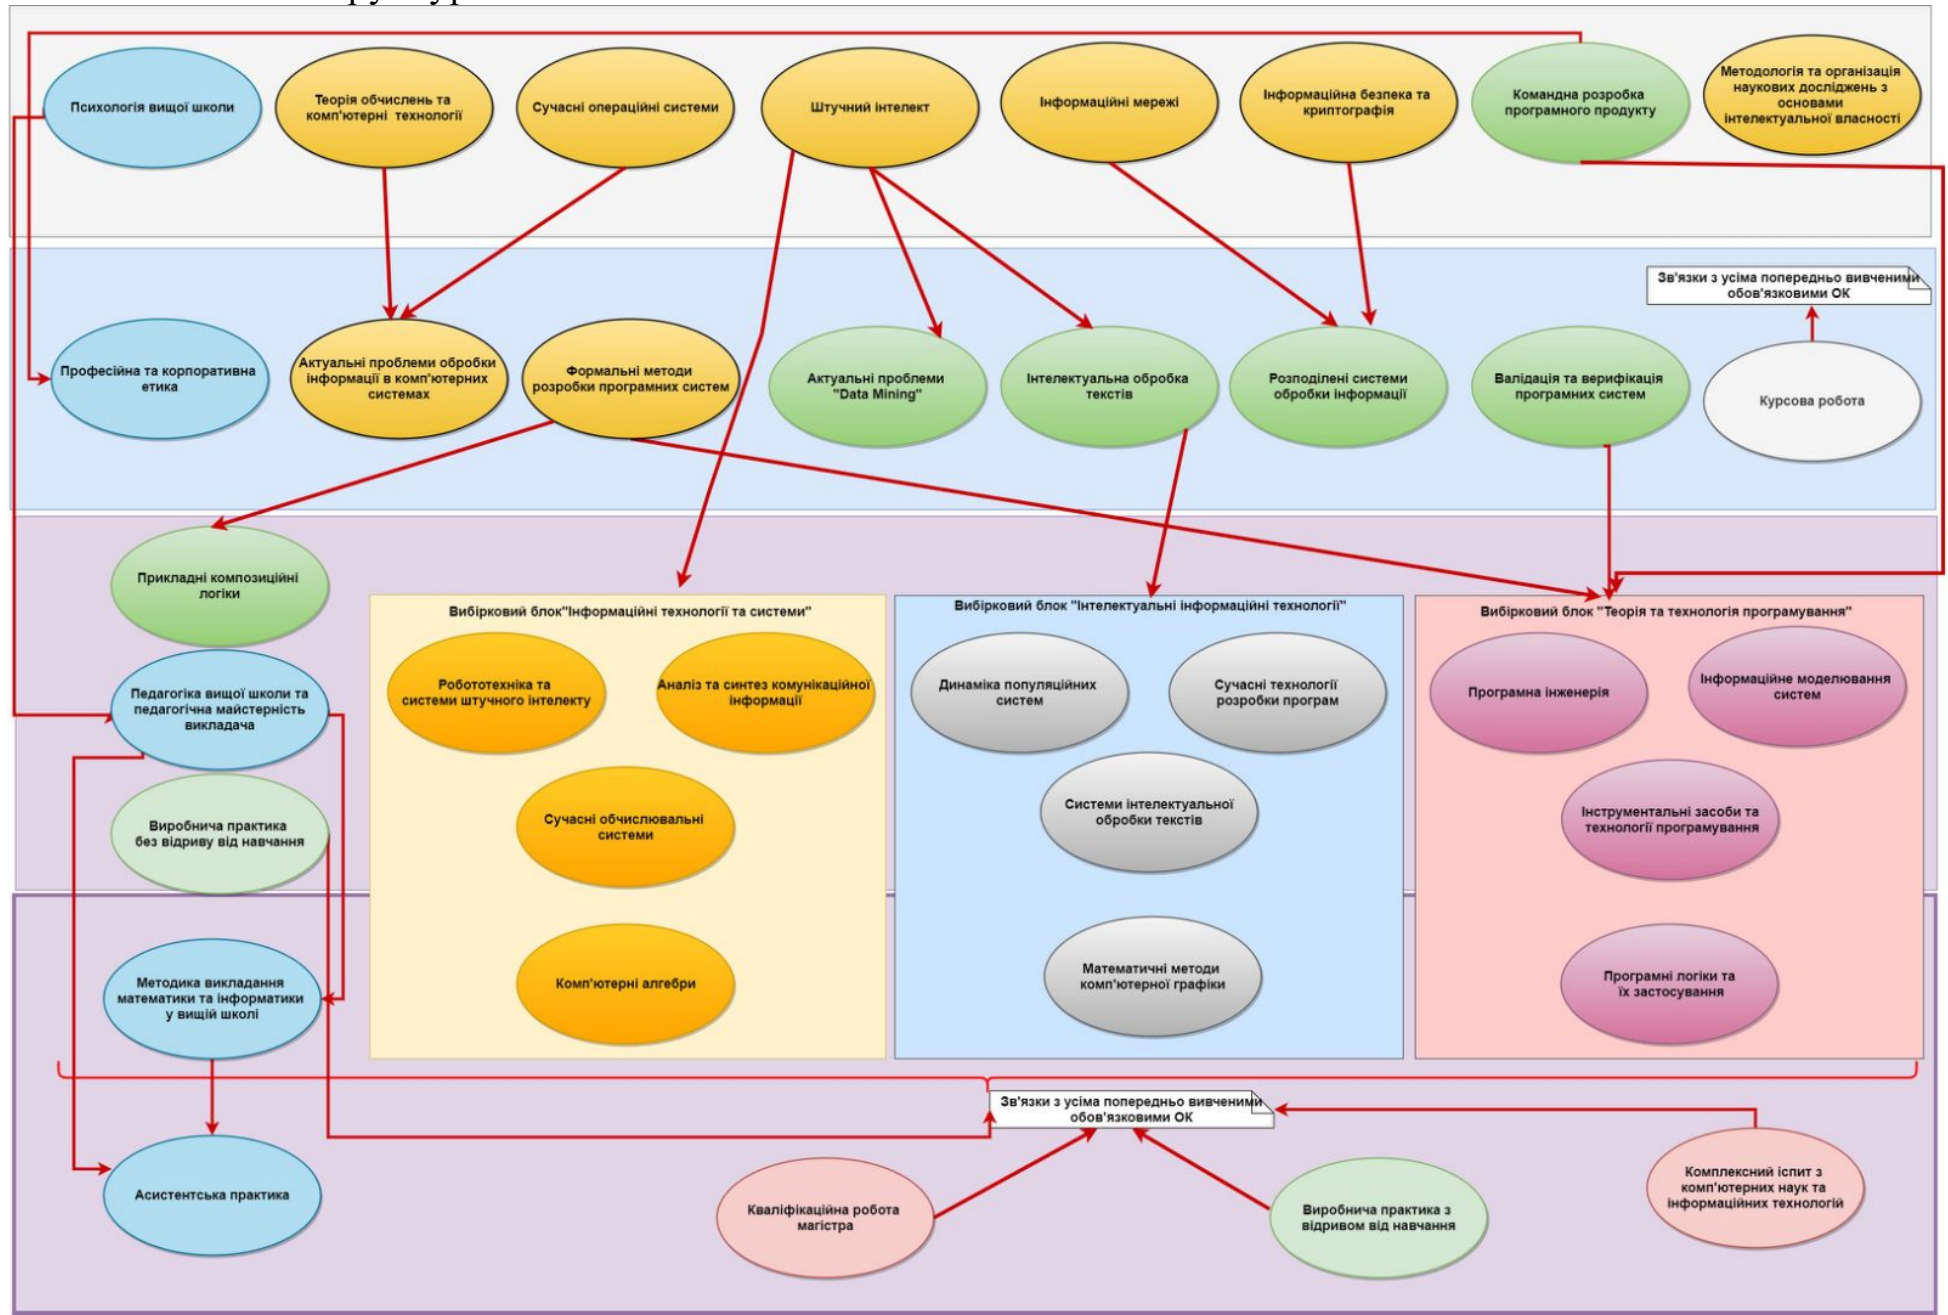 Психологія вищої школи
Теорія обчислень та
комп'ютерні технології
Сучасні операційні системи
Штучний інтелект
Інформаційні мережі
Інформаційна безпека та
криптографія
Командна розробка
програмного продукту
Методологія та організація
наукових досліджень з
основами
інтелектуальної власності
Зв'язки з усіма попередньо вивченими
обов'язковими ОК
Професійна та корпоративна
етика
Актуальні проблеми обробки
інформації в комп'ютерних
системах
Формальні методи
розробки програмних систем
Актуальні проблеми
"Data Mining"
Інтелектуальна обробка
текстів
Розподілені системи
обробки інформації
Валідація та верифікація
програмних систем
Курсова робота
Прикладні композиційні
логіки
Педагогіка вищої школи та
педагогічна майстерність
викладача
Виробнича практика
без відриву від навчання
Вибірковий блок"Інформаційні технології та системи"
Робототехніка та
системи штучного інтелекту
Аналіз та синтез комунікаційної
інформації
Сучасні обчислювальні
системи
Комп'ютерні алгебри
Вибірковий блок "Інтелектуальні інформаційні технології"
Динаміка популяційних
систем
Сучасні технології
розробки програм
Системи інтелектуальної
обробки текстів
Математичні методи
комп'ютерної графіки
Вибірковий блок "Теорія та технологія програмування"
Програмна інженерія
Інформаційне моделювання
систем
Інструментальні засоби та
технології програмування
Програмні логіки та
їх застосування
Методика викладання
математики та інформатики
у вищій школі
Зв'язки з усіма попередньо вивченими
обов'язковими ОК
Асистентська практика
Кваліфікаційна робота
магістра
Виробнича практика з
відривом від навчання
Комплексний іспит з
комп'ютерних наук та
інформаційних технологій